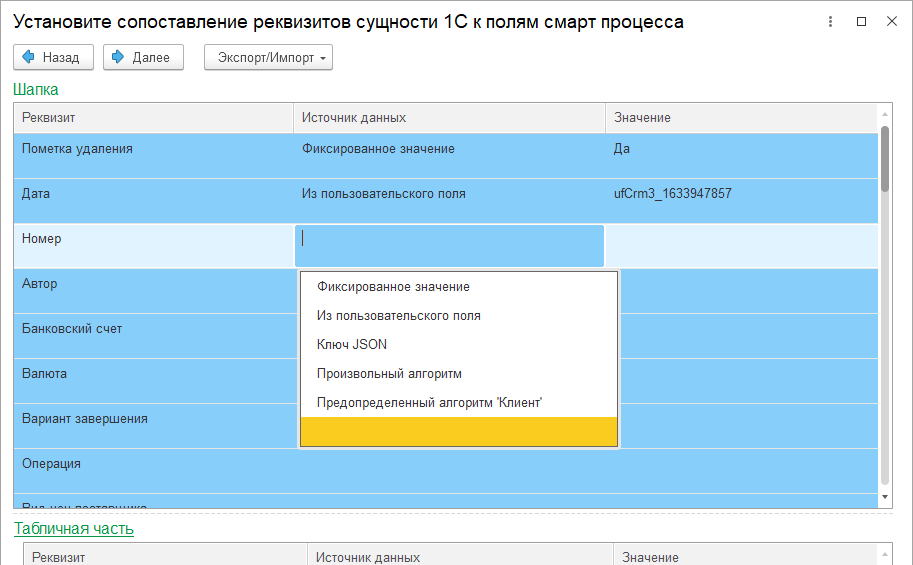 Установите сопоставление реквизитов сущности 1С к полям смарт процесса
Назад Далее Экспорт/Импорт
Шапка
Реквизит Источник данных Значение
Пометка удаления Фиксированное значение Да
Дата Из пользовательского поля ufCrm3_1633947857
Номер
Автор
Фиксированное значение
Из пользовательского поля
Банковский счет
Ключ JSON
Валюта Произвольный алгоритм
Предопределенный алгоритм 'Клиент'
Вариант завершения
Операция
Вид цен поставщика
Табличная часть
Реквизит Источник данных Значение